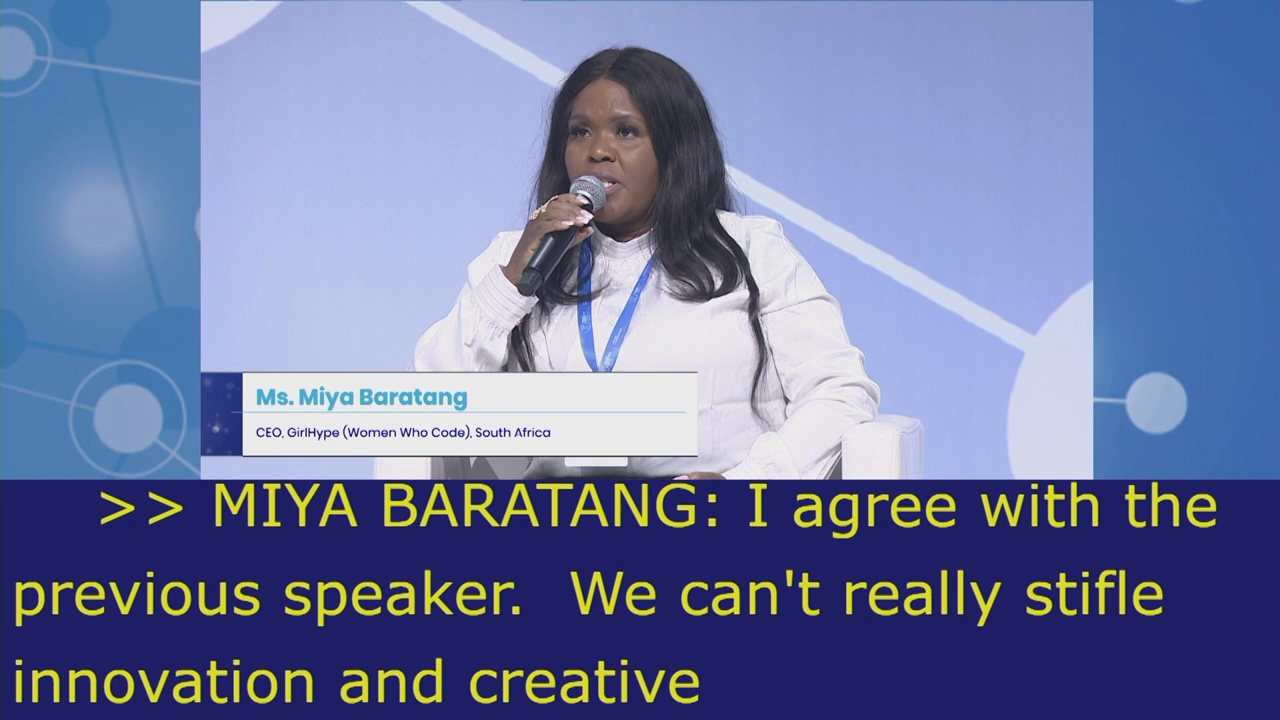 Ms. Miya Baratang
CEO, GirlHype (Women Who Code), South Africa
>> MIYA BARATANG: I agree with the
previous speaker.  We can't really stifle
innovation and creative